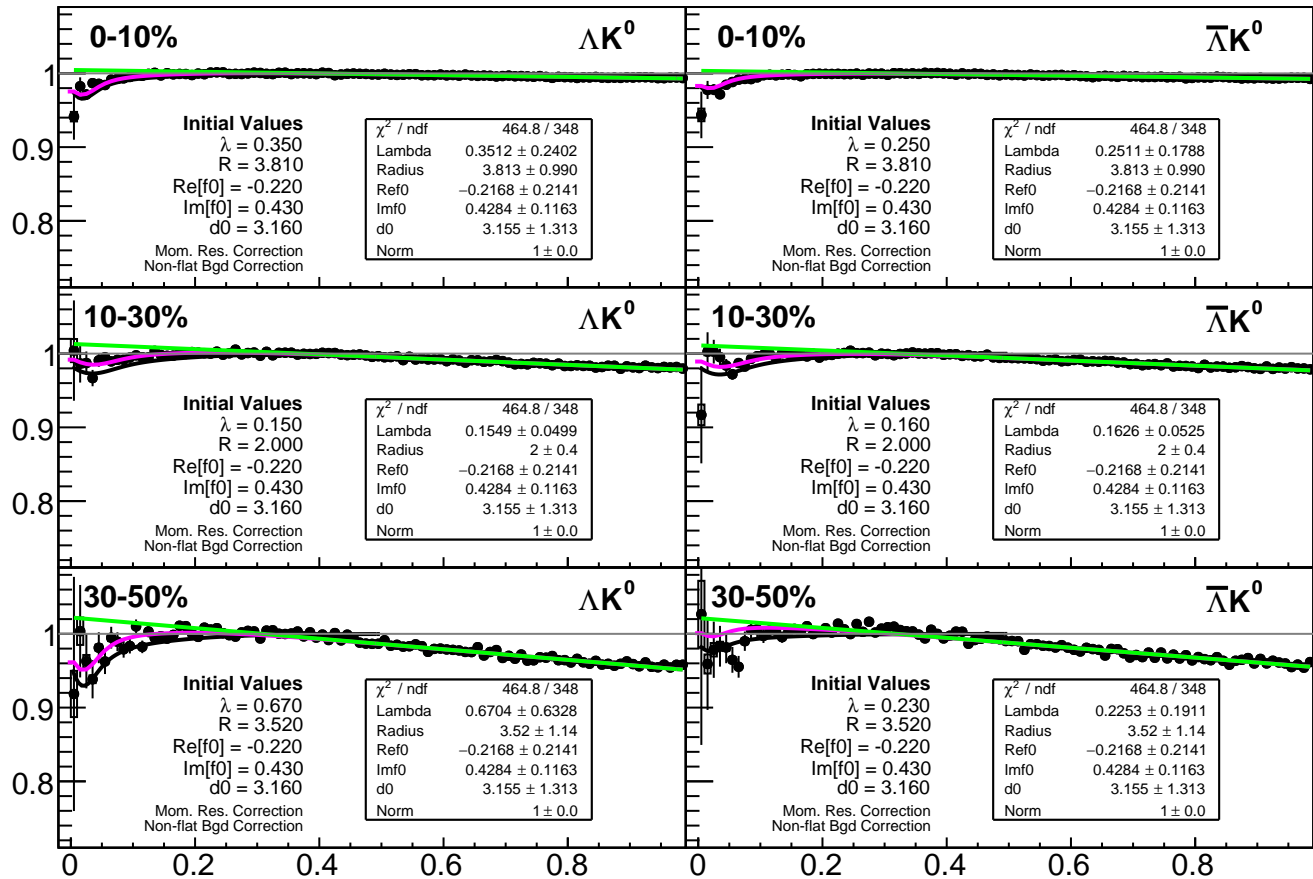 0-10% ΛK⁰
1
0.9
0.8
Initial Values
λ = 0.350
R = 3.810
Re[f0] = -0.220
Im[f0] = 0.430
d0 = 3.160
Mom. Res. Correction
Non-flat Bgd Correction
χ² / ndf 464.8 / 348
Lambda 0.3512 ± 0.2402
Radius 3.813 ± 0.990
Ref0 −0.2168 ± 0.2141
Imf0 0.4284 ± 0.1163
d0 3.155 ± 1.313
Norm 1 ± 0.0
0-10% Λ̅K⁰
Initial Values
λ = 0.250
R = 3.810
Re[f0] = -0.220
Im[f0] = 0.430
d0 = 3.160
Mom. Res. Correction
Non-flat Bgd Correction
χ² / ndf 464.8 / 348
Lambda 0.2511 ± 0.1788
Radius 3.813 ± 0.990
Ref0 −0.2168 ± 0.2141
Imf0 0.4284 ± 0.1163
d0 3.155 ± 1.313
Norm 1 ± 0.0
10-30% ΛK⁰
1
0.9
0.8
Initial Values
λ = 0.150
R = 2.000
Re[f0] = -0.220
Im[f0] = 0.430
d0 = 3.160
Mom. Res. Correction
Non-flat Bgd Correction
χ² / ndf 464.8 / 348
Lambda 0.1549 ± 0.0499
Radius 2 ± 0.4
Ref0 −0.2168 ± 0.2141
Imf0 0.4284 ± 0.1163
d0 3.155 ± 1.313
Norm 1 ± 0.0
10-30% Λ̅K⁰
Initial Values
λ = 0.160
R = 2.000
Re[f0] = -0.220
Im[f0] = 0.430
d0 = 3.160
Mom. Res. Correction
Non-flat Bgd Correction
χ² / ndf 464.8 / 348
Lambda 0.1626 ± 0.0525
Radius 2 ± 0.4
Ref0 −0.2168 ± 0.2141
Imf0 0.4284 ± 0.1163
d0 3.155 ± 1.313
Norm 1 ± 0.0
30-50% ΛK⁰
1
0.9
0.8
Initial Values
λ = 0.670
R = 3.520
Re[f0] = -0.220
Im[f0] = 0.430
d0 = 3.160
Mom. Res. Correction
Non-flat Bgd Correction
χ² / ndf 464.8 / 348
Lambda 0.6704 ± 0.6328
Radius 3.52 ± 1.14
Ref0 −0.2168 ± 0.2141
Imf0 0.4284 ± 0.1163
d0 3.155 ± 1.313
Norm 1 ± 0.0
30-50% Λ̅K⁰
Initial Values
λ = 0.230
R = 3.520
Re[f0] = -0.220
Im[f0] = 0.430
d0 = 3.160
Mom. Res. Correction
Non-flat Bgd Correction
χ² / ndf 464.8 / 348
Lambda 0.2253 ± 0.1911
Radius 3.52 ± 1.14
Ref0 −0.2168 ± 0.2141
Imf0 0.4284 ± 0.1163
d0 3.155 ± 1.313
Norm 1 ± 0.0
0 0.2 0.4 0.6 0.8 0 0.2 0.4 0.6 0.8